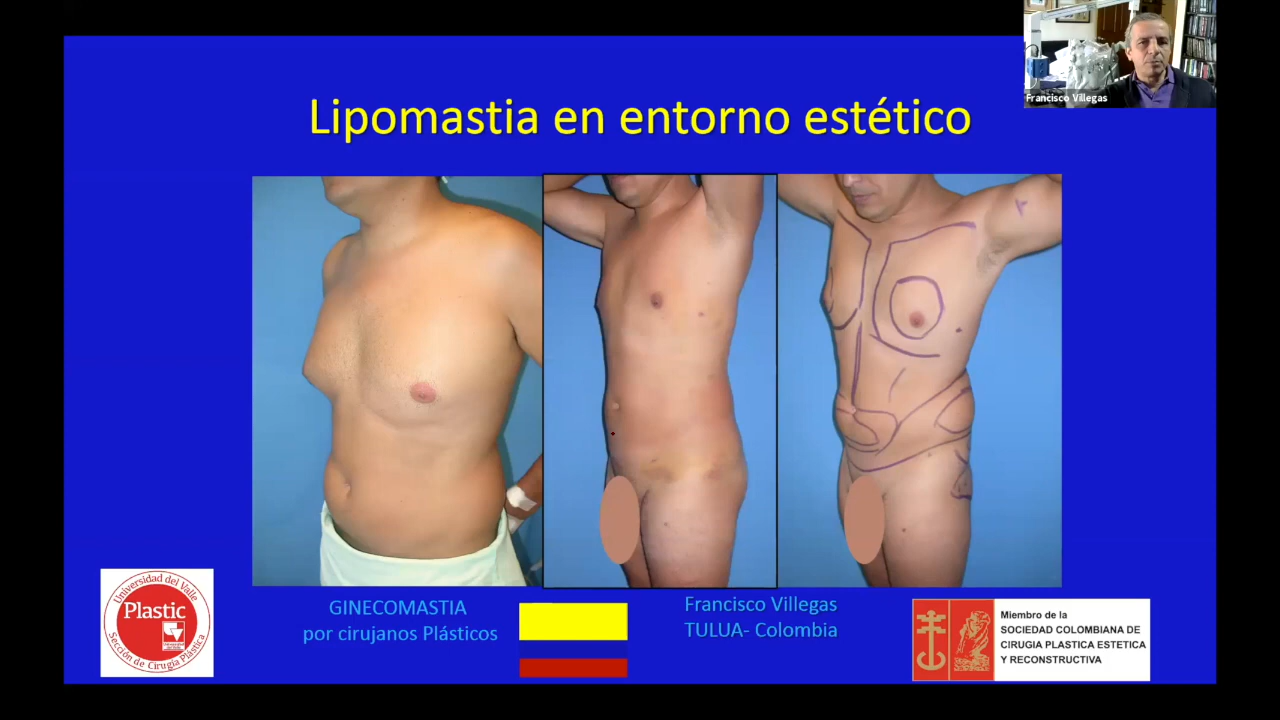 Francisco Villegas
Lipomastia en entorno estético
Universidad del Valle
Plastic
Sección de Cirugía Plástica
GINECOMASTIA
por cirujanos Plásticos
Francisco Villegas
TULUA- Colombia
Miembro de la
SOCIEDAD COLOMBIANA DE
CIRUGIA PLASTICA ESTETICA
Y RECONSTRUCTIVA